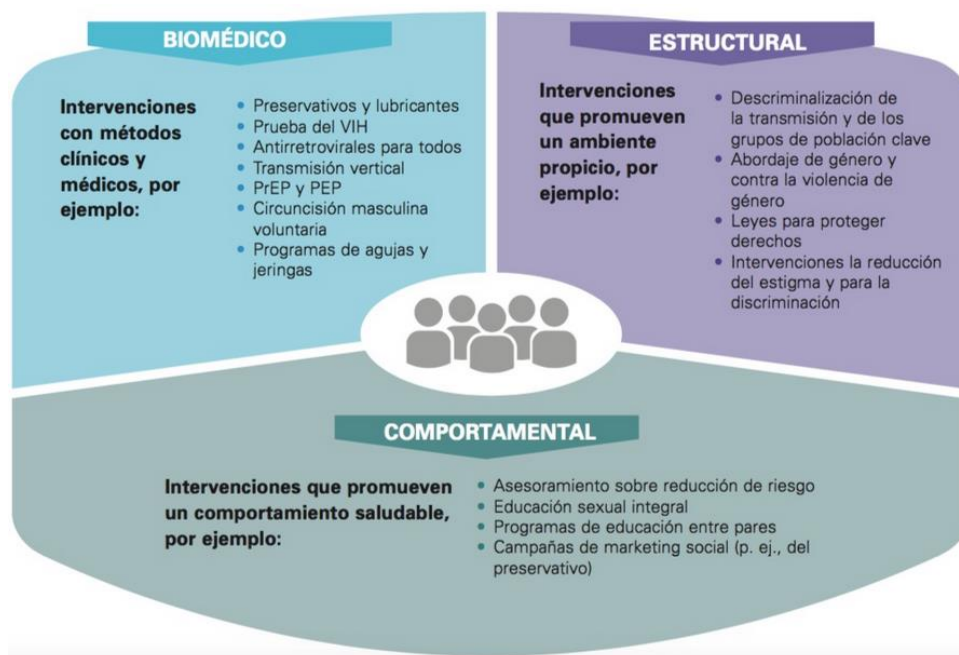 BIOMÉDICO
Intervenciones
con métodos
clínicos y
médicos, por
ejemplo:
• Preservativos y lubricantes
• Prueba del VIH
• Antirretrovirales para todos
• Transmisión vertical
• PrEP y PEP
• Circuncisión masculina
voluntaria
• Programas de agujas y
jeringas
ESTRUCTURAL
Intervenciones
que promueven
un ambiente
propicio, por
ejemplo:
• Descriminalización de
la transmisión y de los
grupos de población clave
• Abordaje de género y
contra la violencia de
género
• Leyes para proteger
derechos
• Intervenciones la reducción
del estigma y para la
discriminación
COMPORTAMENTAL
Intervenciones que promueven
un comportamiento saludable,
por ejemplo:
• Asesoramiento sobre reducción de riesgo
• Educación sexual integral
• Programas de educación entre pares
• Campañas de marketing social (p. ej., del
preservativo)